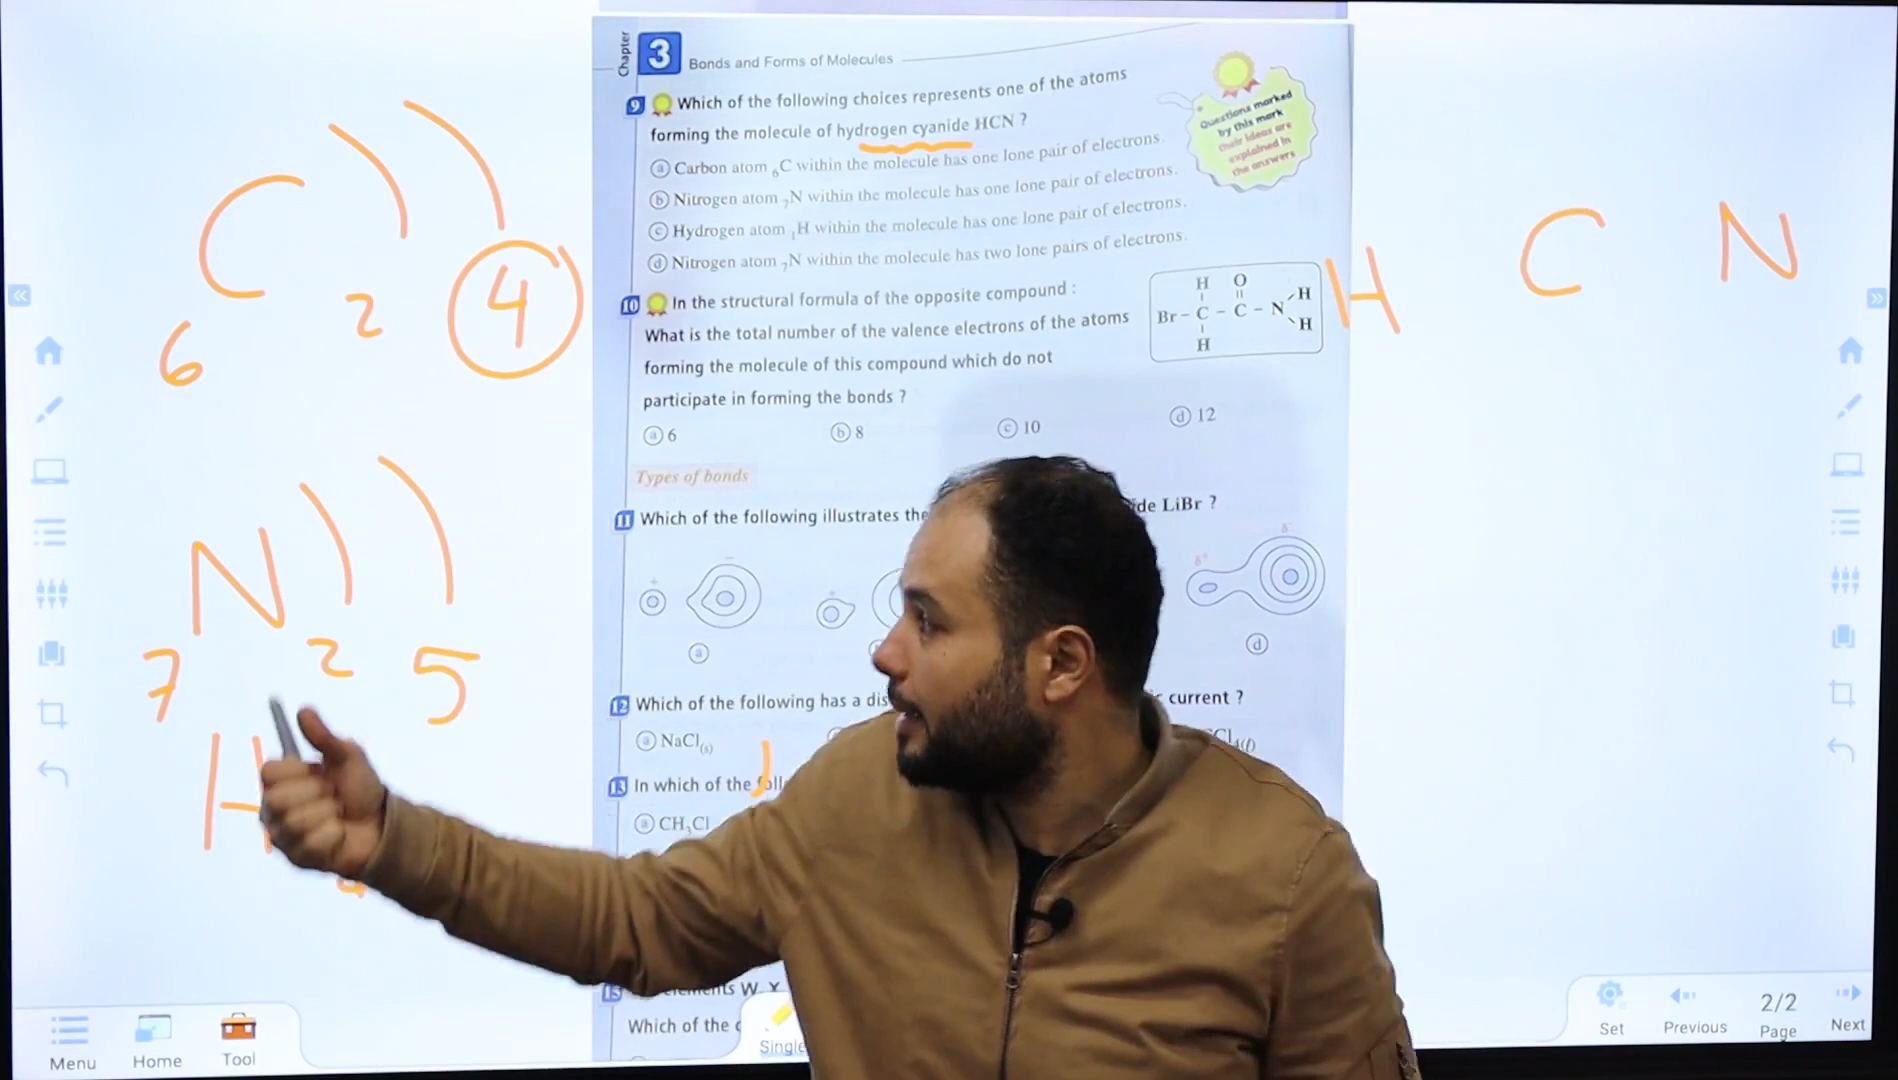 Chapter 3 Bonds and Forms of Molecules
9 Which of the following choices represents one of the atoms
forming the molecule of hydrogen cyanide HCN ?
a Carbon atom ₆C within the molecule has one lone pair of electrons.
b Nitrogen atom ₇N within the molecule has one lone pair of electrons.
c Hydrogen atom ₁H within the molecule has one lone pair of electrons.
d Nitrogen atom ₇N within the molecule has two lone pairs of electrons.
Questions marked
by this mark
their ideas are
explained in
the answers
10 In the structural formula of the opposite compound :
What is the total number of the valence electrons of the atoms
forming the molecule of this compound which do not
participate in forming the bonds ?
H O
Br – C – C – N H
H
H
a 6 b 8 c 10 d 12
Types of bonds
11 Which of the following illustrates the de LiBr ?
+ − δ+ δ−
a d
12 Which of the following has a dis current ?
a NaCl(s)
13 In which of the foll
a CH₃Cl
15 ements W, X
Which of the
C
6 2 4
N
7 2 5
H
H C N
Menu Home Tool
Single
Set Previous 2/2 Page Next